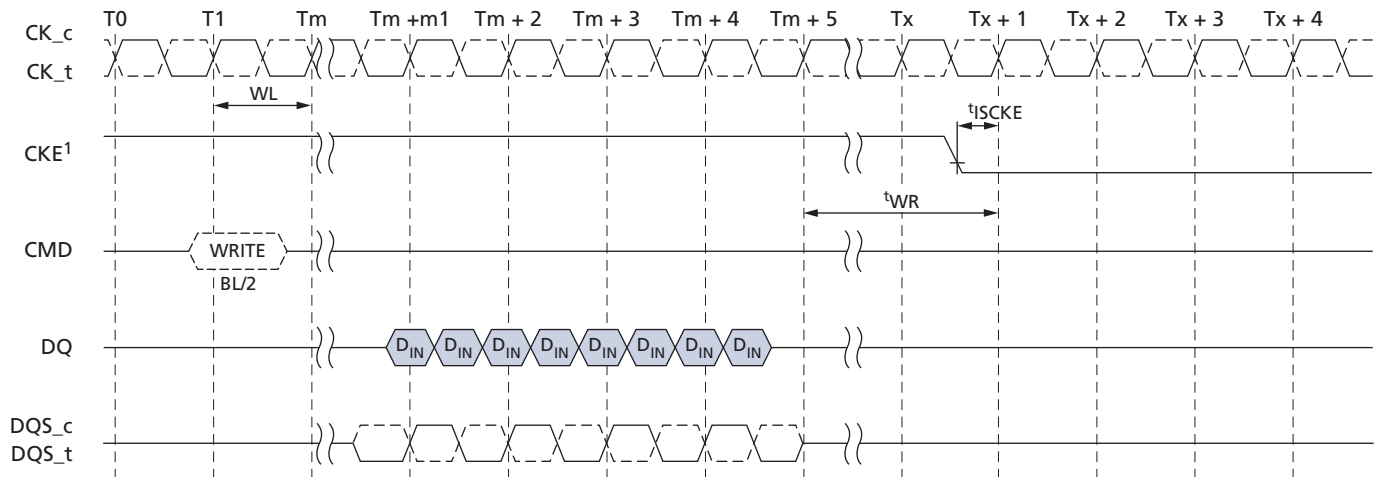 T0 T1 Tm Tm +m1 Tm + 2 Tm + 3 Tm + 4 Tm + 5 Tx Tx + 1 Tx + 2 Tx + 3 Tx + 4
CK_c
CK_t
WL
tISCKE
CKE1
tWR
CMD
WRITE
BL/2
DQ
DIN DIN DIN DIN DIN DIN DIN DIN
DQS_c
DQS_t